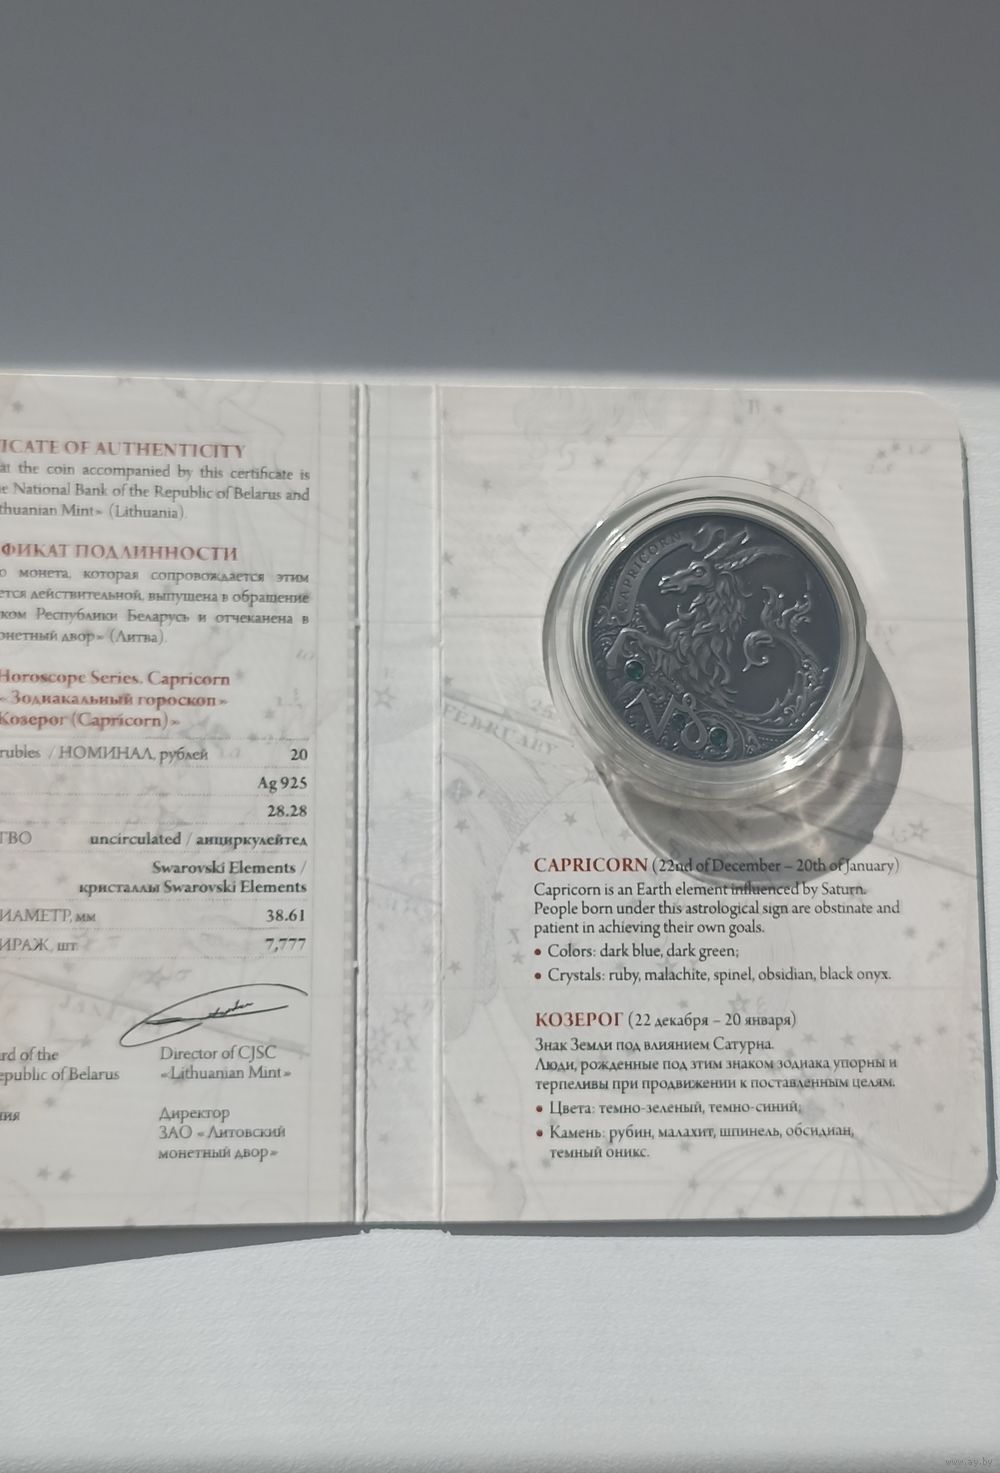 ICATE OF AUTHENTICITY
at the coin accompanied by this certificate is
e National Bank of the Republic of Belarus and
thuanian Mint» (Lithuania).
ФИКАТ ПОДЛИННОСТИ
о монета, которая сопровождается этим
ется действительной, выпущена в обращение
ком Республики Беларусь и отчеканена в
онетный двор» (Литва).
Horoscope Series. Capricorn
«Зодиакальный гороскоп»
Козерог (Capricorn)»
rubles / НОМИНАЛ, рублей 20
Ag 925
28.28
ТВО uncirculated / анциркулейтед
Swarovski Elements /
кристаллы Swarovski Elements
ИАМЕТР, мм 38.61
ИРАЖ, шт. 7,777
rd of the
epublic of Belarus
ния
Director of CJSC
«Lithuanian Mint»
Директор
ЗАО «Литовский
монетный двор»
FEBRUARY
CAPRICORN
CAPRICORN (22nd of December – 20th of January)
Capricorn is an Earth element influenced by Saturn.
People born under this astrological sign are obstinate and
patient in achieving their own goals.
• Colors: dark blue, dark green;
• Crystals: ruby, malachite, spinel, obsidian, black onyx.
КОЗЕРОГ (22 декабря – 20 января)
Знак Земли под влиянием Сатурна.
Люди, рожденные под этим знаком зодиака упорны и
терпеливы при продвижении к поставленным целям.
• Цвета: темно-зеленый, темно-синий;
• Камень: рубин, малахит, шпинель, обсидиан,
темный оникс.
www.ay.by